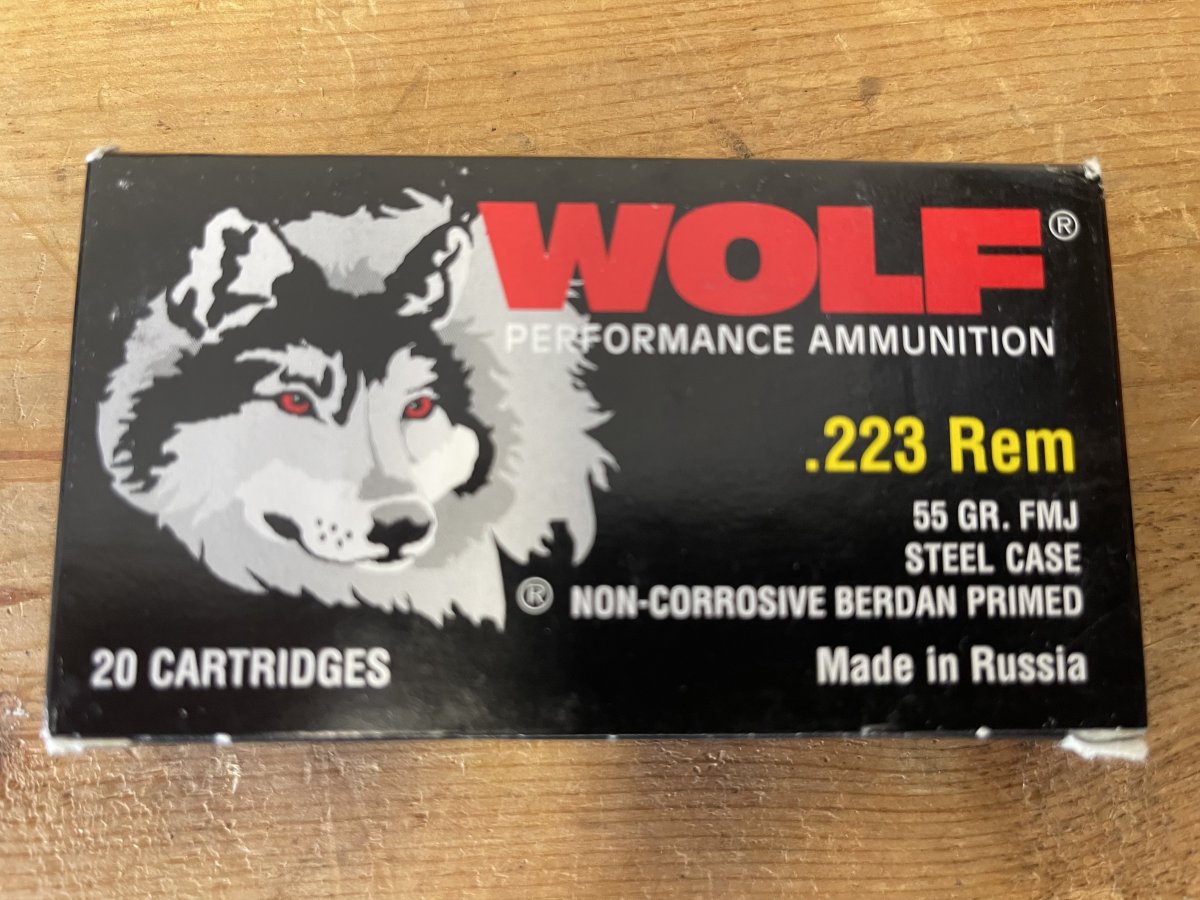 WOLF®
PERFORMANCE AMMUNITION
.223 Rem
55 GR. FMJ
STEEL CASE
® NON-CORROSIVE BERDAN PRIMED
20 CARTRIDGES
Made in Russia